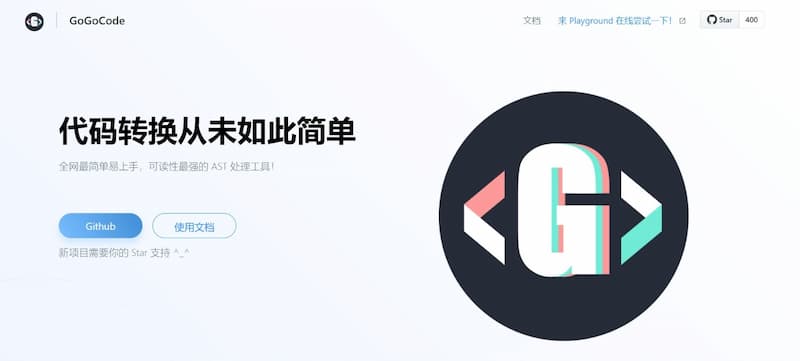 GoGoCode
文档
来 Playground 在线尝试一下！
Star
400
代码转换从未如此简单
全网最简单易上手，可读性最强的 AST 处理工具！
Github
使用文档
新项目需要你的 Star 支持 ^_^
<G>